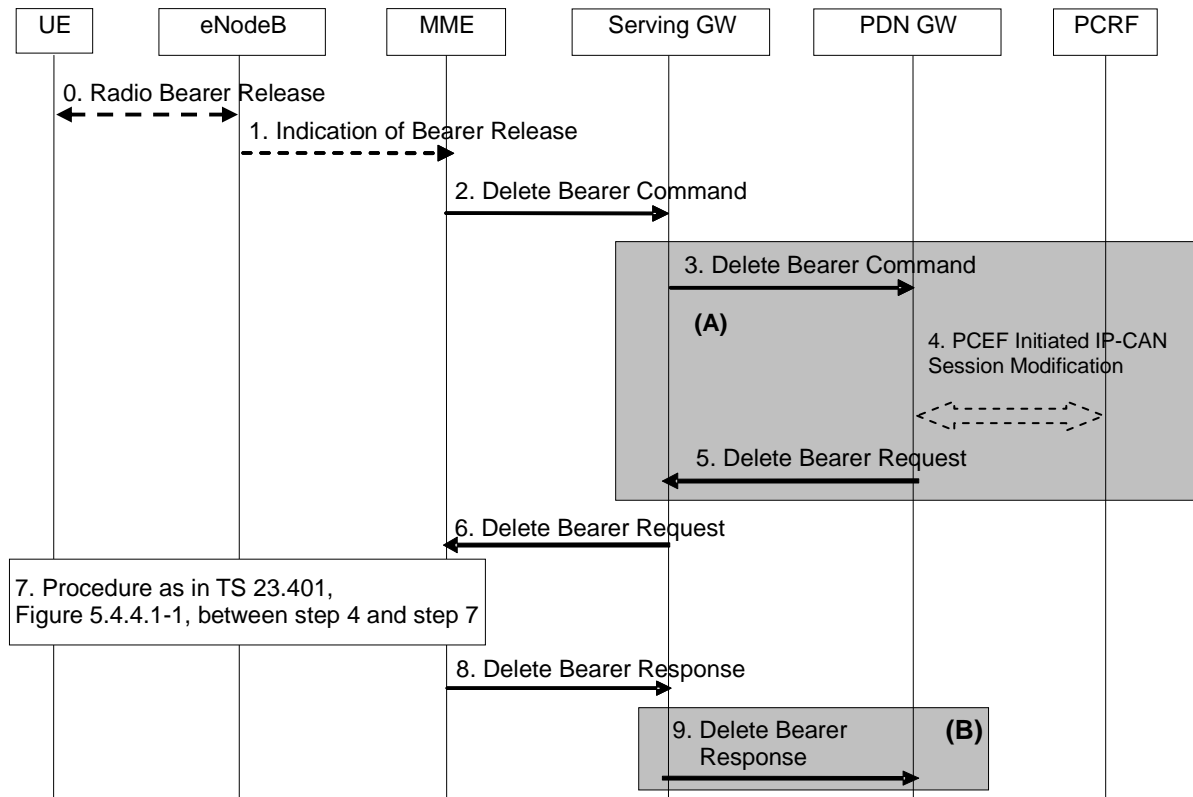 UE
eNodeB
MME
Serving GW
PDN GW
PCRF
0. Radio Bearer Release
1. Indication of Bearer Release
2. Delete Bearer Command
3. Delete Bearer Command
(A)
4. PCEF Initiated IP-CAN
Session Modification
5. Delete Bearer Request
6. Delete Bearer Request
7. Procedure as in TS 23.401,
Figure 5.4.4.1-1, between step 4 and step 7
8. Delete Bearer Response
9. Delete Bearer
Response
(B)